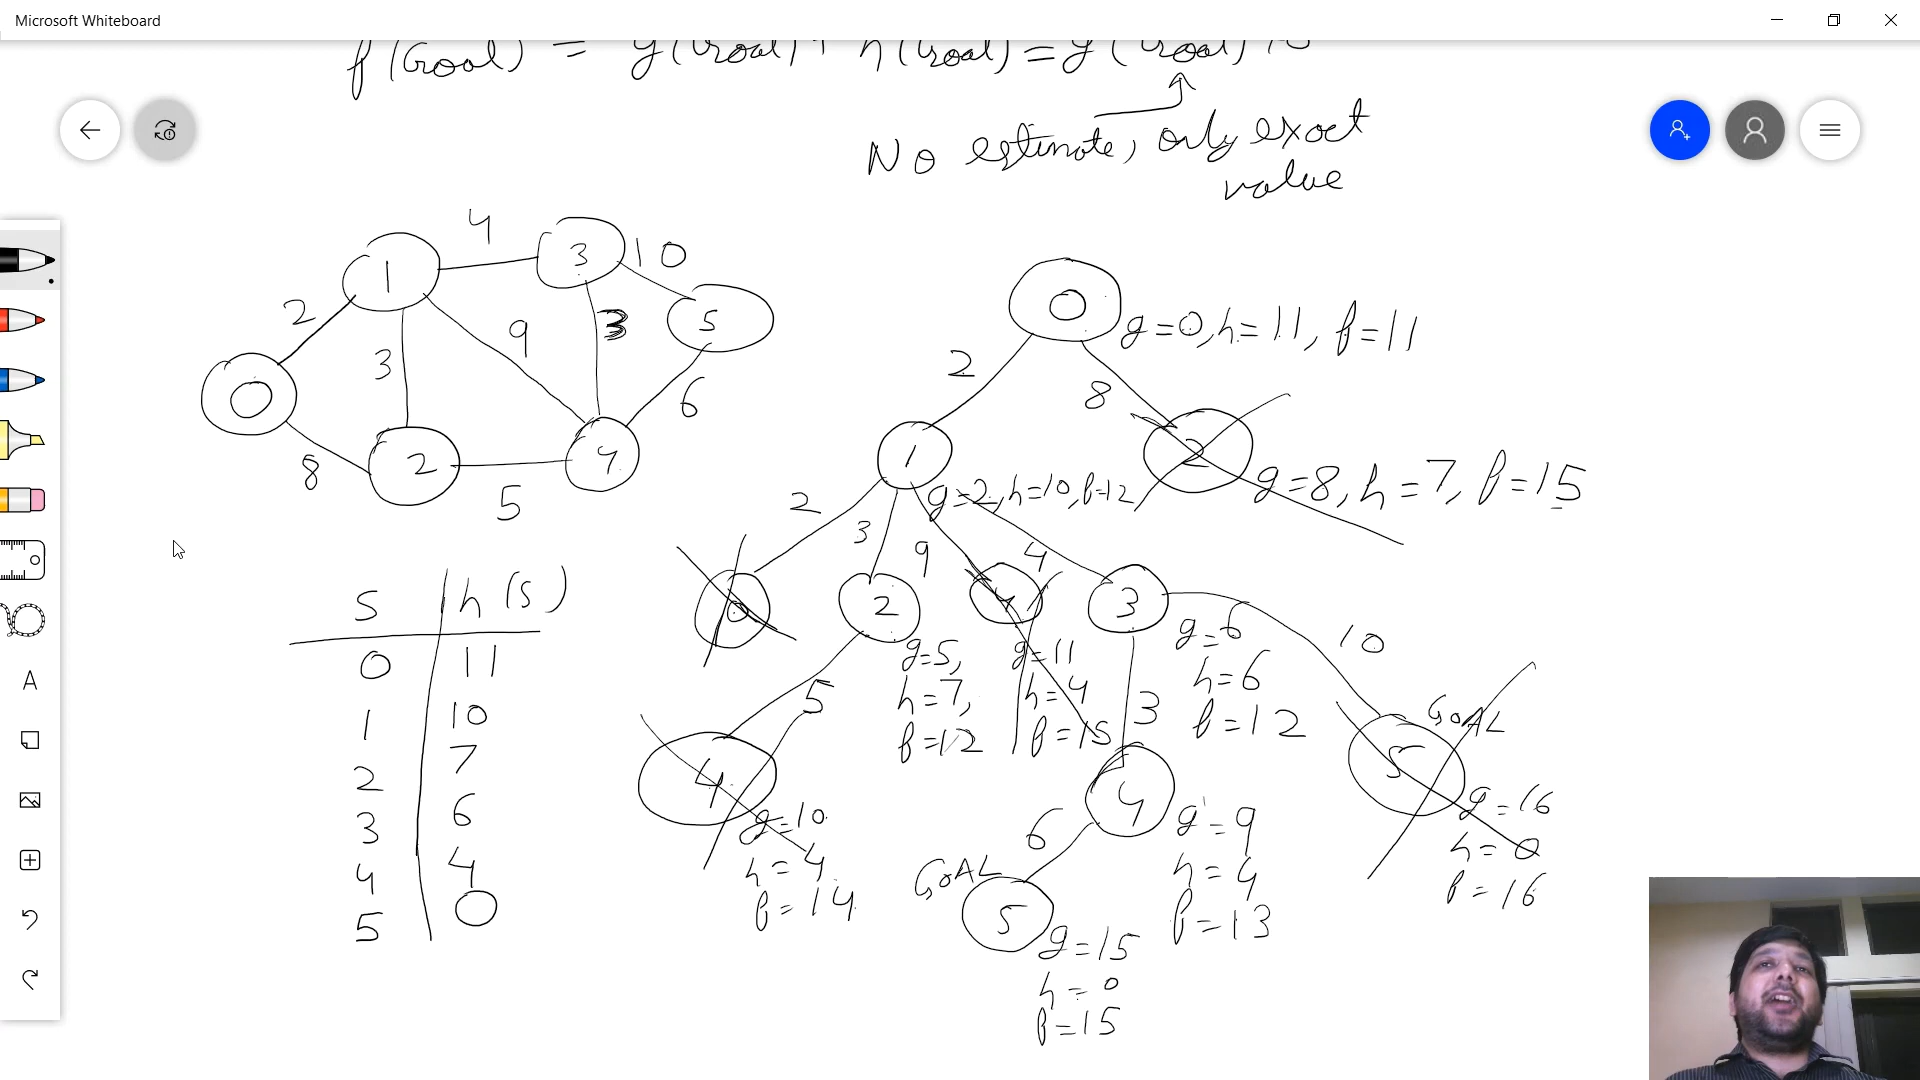 Microsoft Whiteboard
f(Goal) = g(Goal) + h(Goal) = g(Goal) + 0
No estimate, only exact
value
4
1
3
10
2
3
9
3
5
0
6
8
2
4
5
0
g=0, h=11, f=11
2
8
1
g=2, h=10, f=12
2
g=8, h=7, f=15
2
3
9
4
0
2
g=5,
h=7,
f=12
4
g=11
h=4
f=15
3
g=6
h=6
f=12
10
5
3
4
g=10
h=4
f=14
4
g=9
h=4
f=13
GOAL
5
g=16
h=0
f=16
6
GOAL
5
g=15
h=0
f=15
S h(s)
0 11
1 10
2 7
3 6
4 4
5 0
A